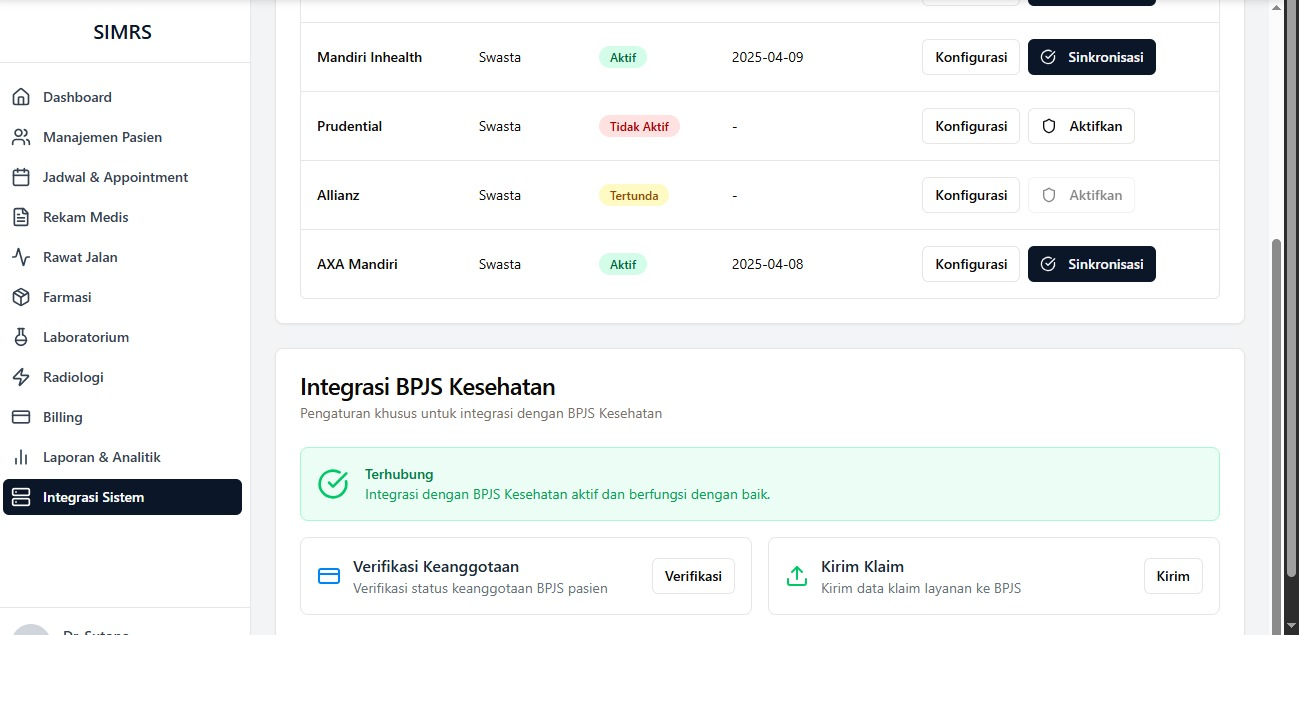 SIMRS
Dashboard
Manajemen Pasien
Jadwal & Appointment
Rekam Medis
Rawat Jalan
Farmasi
Laboratorium
Radiologi
Billing
Laporan & Analitik
Integrasi Sistem
Mandiri Inhealth Swasta Aktif 2025-04-09 Konfigurasi Sinkronisasi
Prudential Swasta Tidak Aktif - Konfigurasi Aktifkan
Allianz Swasta Tertunda - Konfigurasi Aktifkan
AXA Mandiri Swasta Aktif 2025-04-08 Konfigurasi Sinkronisasi
Integrasi BPJS Kesehatan
Pengaturan khusus untuk integrasi dengan BPJS Kesehatan
Terhubung
Integrasi dengan BPJS Kesehatan aktif dan berfungsi dengan baik.
Verifikasi Keanggotaan
Verifikasi status keanggotaan BPJS pasien
Verifikasi
Kirim Klaim
Kirim data klaim layanan ke BPJS
Kirim